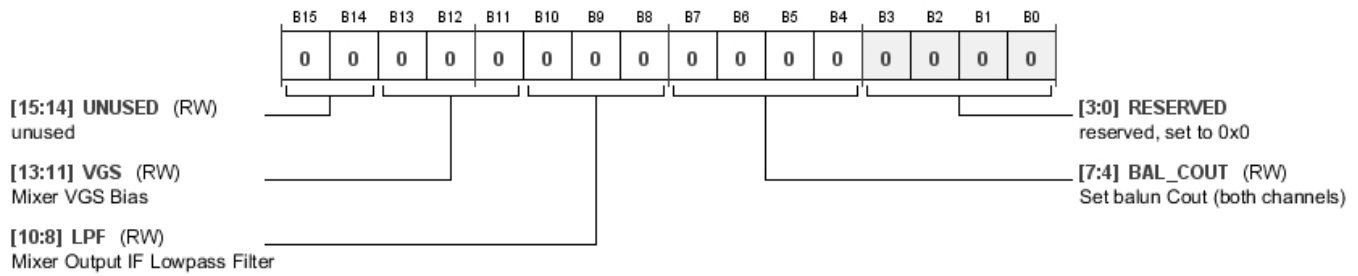 B15 B14 B13 B12 B11 B10 B9 B8 B7 B6 B5 B4 B3 B2 B1 B0
0 0 0 0 0 0 0 0 0 0 0 0 0 0 0 0
[15:14] UNUSED (RW)
unused
[13:11] VGS (RW)
Mixer VGS Bias
[10:8] LPF (RW)
Mixer Output IF Lowpass Filter
[3:0] RESERVED
reserved, set to 0x0
[7:4] BAL_COUT (RW)
Set balun Cout (both channels)